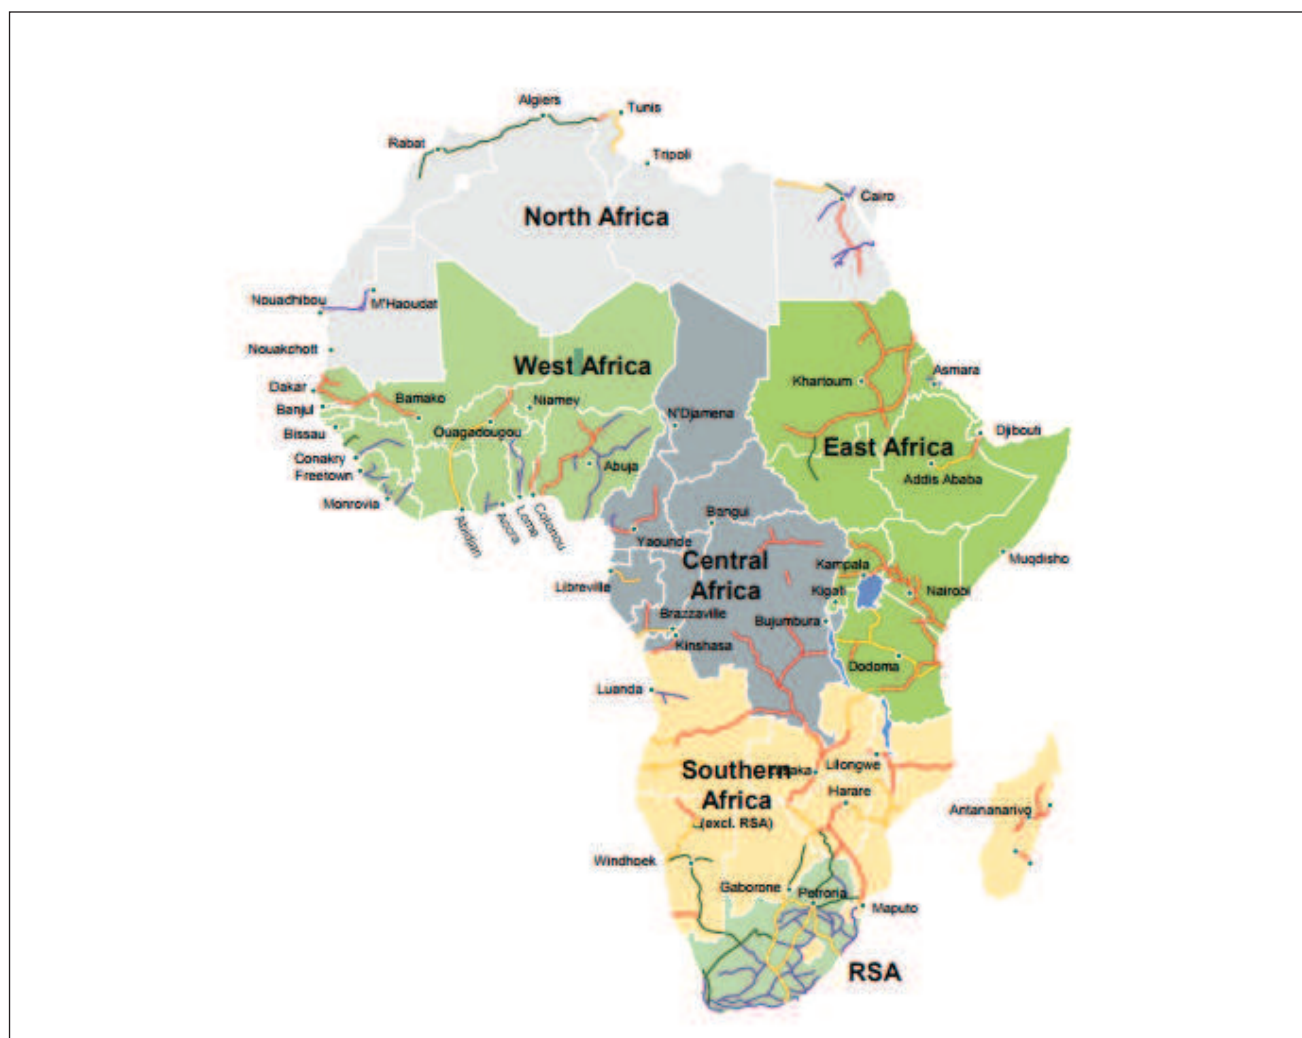 Algiers
Tunis
Rabat
Tripoli
Cairo
North Africa
Nouadhibou
M'Haoudat
Nouakchott
West Africa
Asmara
Dakar
Khartoum
Bamako
Niamey
Banjul
N'Djamena
Ouagadougou
Djibouti
Bissau
East Africa
Conakry
Abuja
Addis Ababa
Freetown
Monrovia
Abidjan
Accra
Lome
Cotonou
Bangui
Yaounde
Muqdisho
Central
Africa
Kampala
Libreville
Kigali
Nairobi
Brazzaville
Bujumbura
Kinshasa
Dodoma
Luanda
Southern
Lilongwe
Africa
Harare
(excl. RSA)
Antananarivo
Windhoek
Gaborone
Petroria
Maputo
RSA